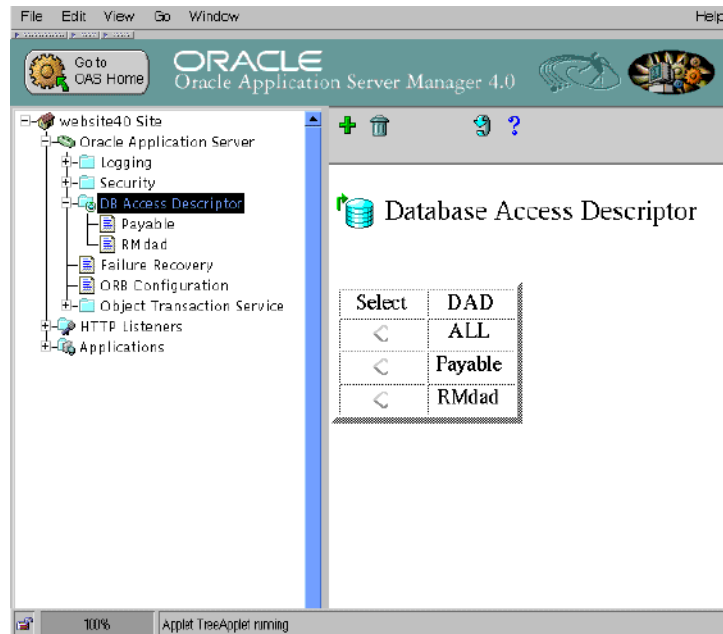 File Edit View Go Window Help
Go to
OAS Home
ORACLE
Oracle Application Server Manager 4.0
website40 Site
Oracle Application Server
Logging
Security
DB Access Descriptor
Payable
RMdad
Failure Recovery
ORB Configuration
Object Transaction Service
HTTP Listeners
Applications
?
Database Access Descriptor
Select DAD
ALL
Payable
RMdad
100% Applet TreeApplet running